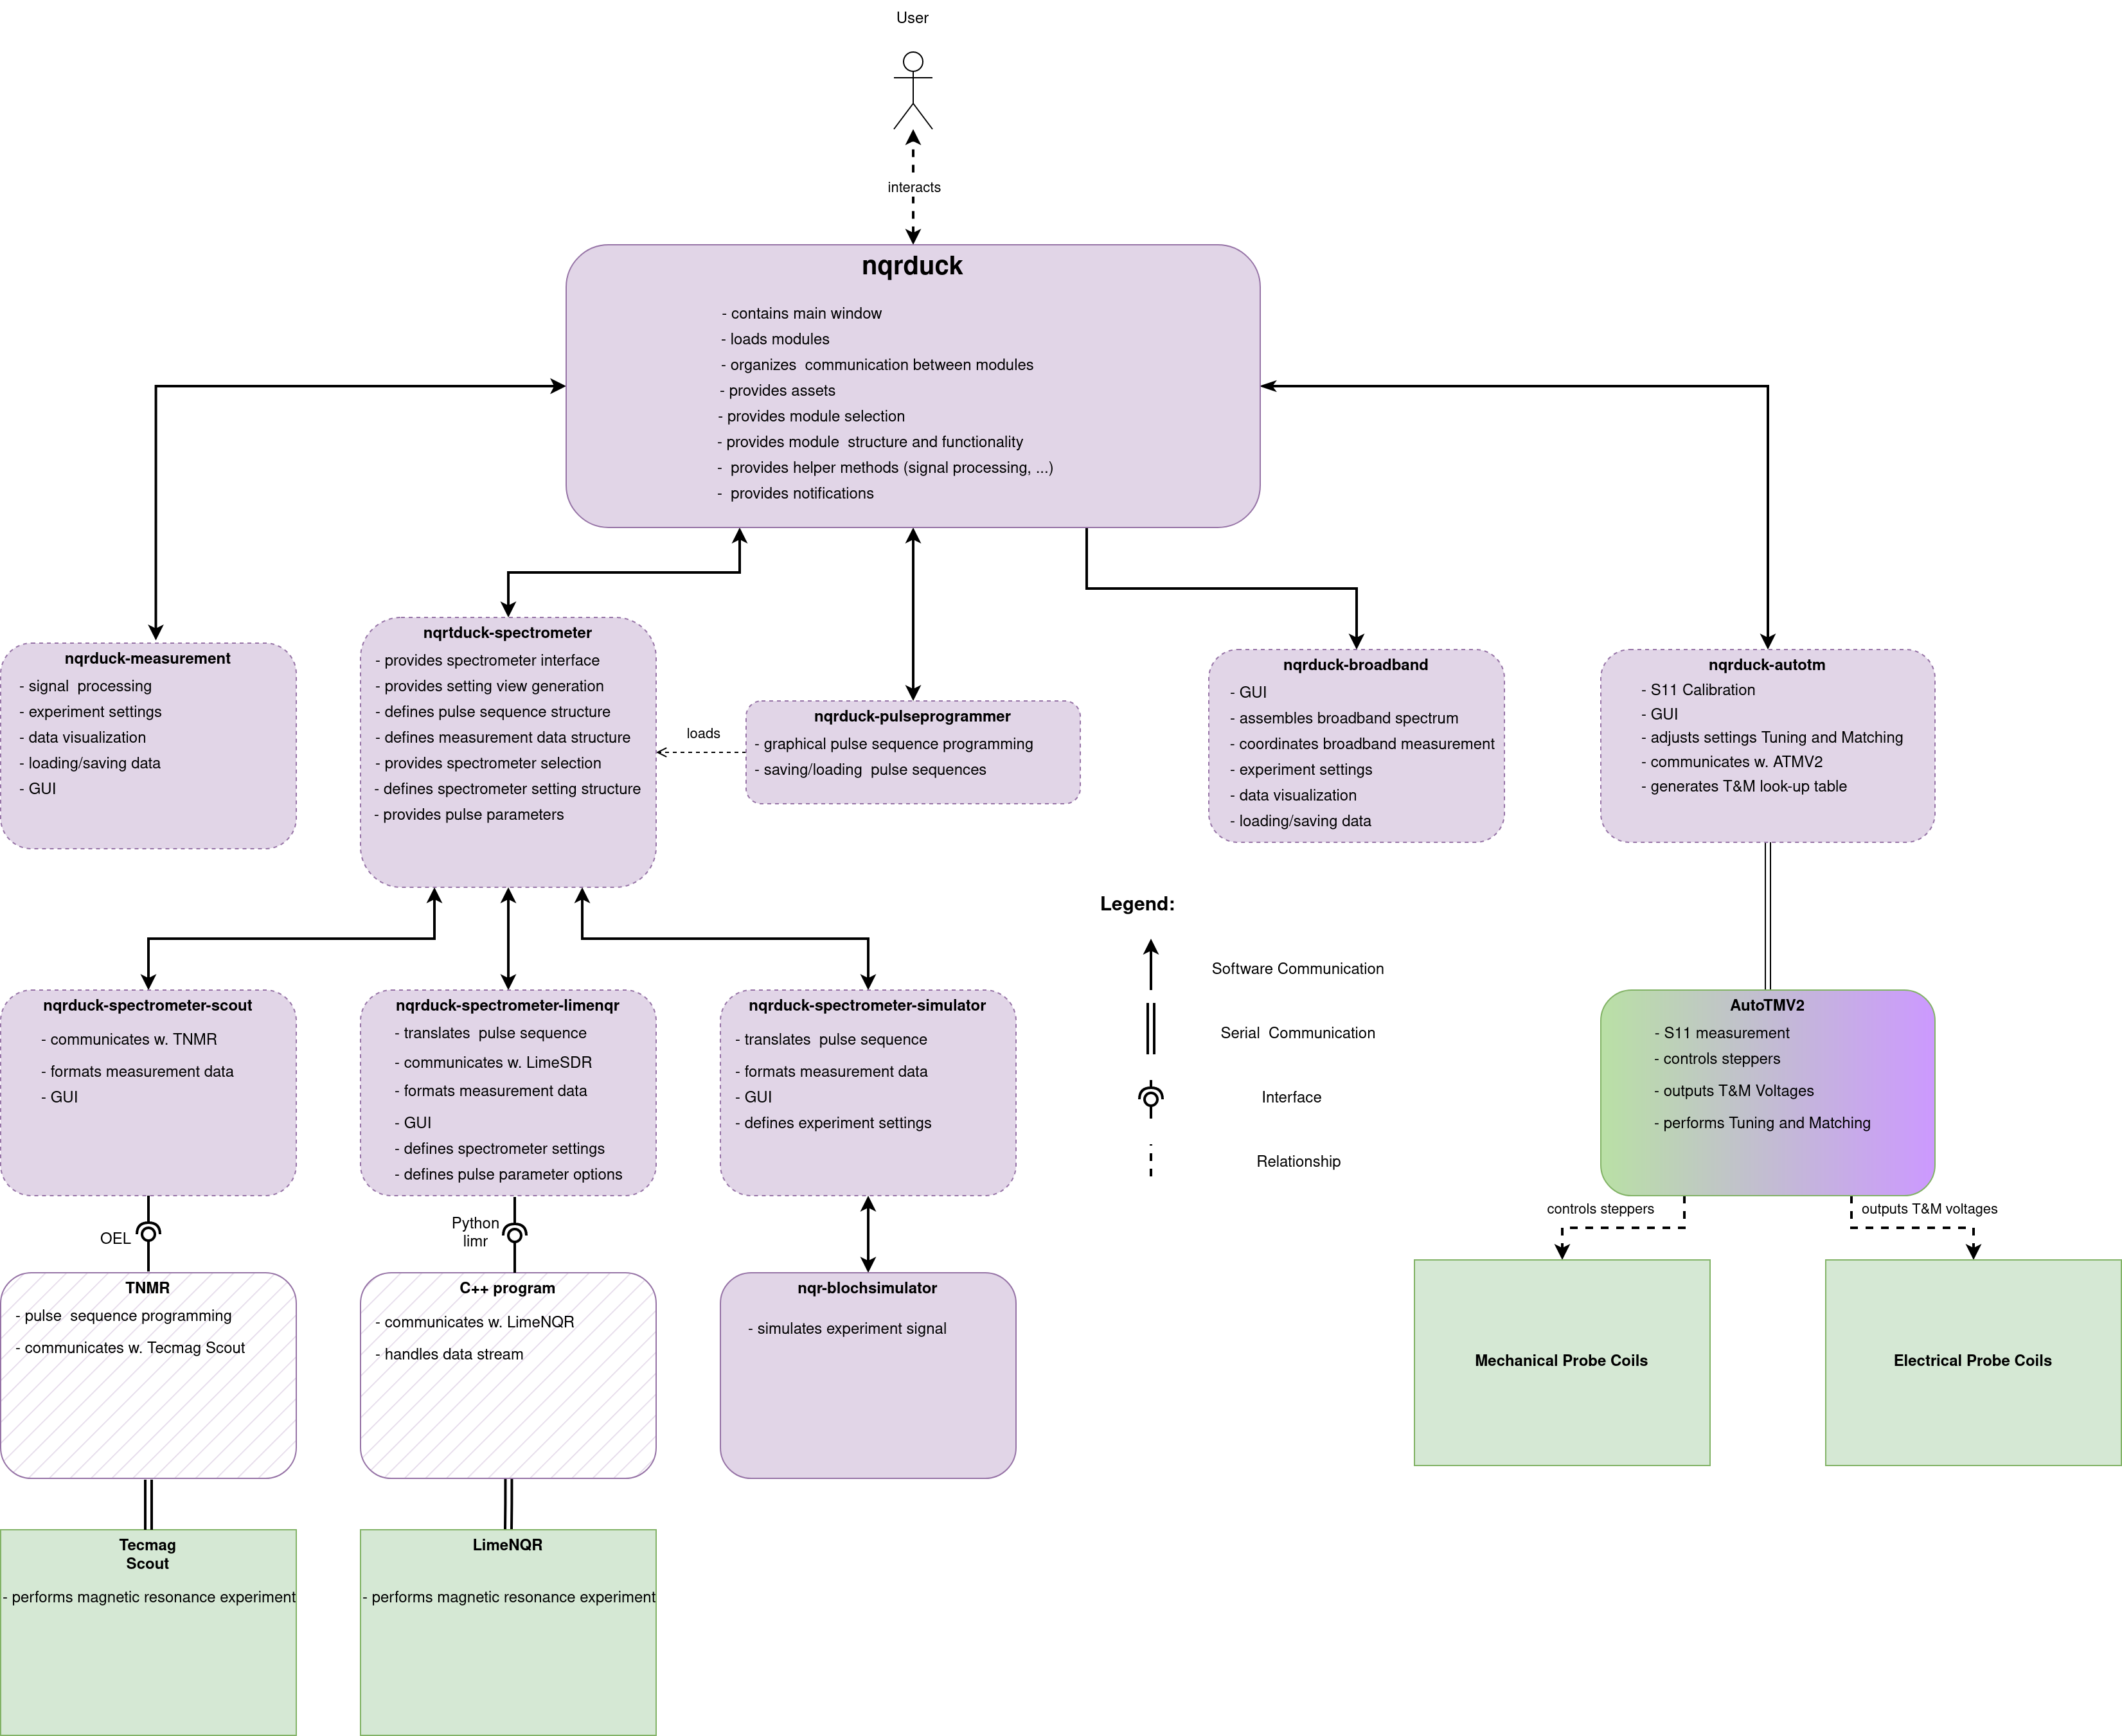 User
interacts
nqrduck
- contains main window
- loads modules
- organizes  communication between modules
- provides assets
- provides module selection
- provides module  structure and functionality
-  provides helper methods (signal processing, ...)
-  provides notifications
nqrduck-measurement
- signal  processing
- experiment settings
- data visualization
- loading/saving data
- GUI
nqrtduck-spectrometer
- provides spectrometer interface
- provides setting view generation
- defines pulse sequence structure
- defines measurement data structure
- provides spectrometer selection
- defines spectrometer setting structure
- provides pulse parameters
loads
nqrduck-pulseprogrammer
- graphical pulse sequence programming
- saving/loading  pulse sequences
nqrduck-broadband
- GUI
- assembles broadband spectrum
- coordinates broadband measurement
- experiment settings
- data visualization
- loading/saving data
nqrduck-autotm
- S11 Calibration
- GUI
- adjusts settings Tuning and Matching
- communicates w. ATMV2
- generates T&M look-up table
Legend:
Software Communication
Serial  Communication
Interface
Relationship
nqrduck-spectrometer-scout
- communicates w. TNMR
- formats measurement data
- GUI
nqrduck-spectrometer-limenqr
- translates  pulse sequence
- communicates w. LimeSDR
- formats measurement data
- GUI
- defines spectrometer settings
- defines pulse parameter options
nqrduck-spectrometer-simulator
- translates  pulse sequence
- formats measurement data
- GUI
- defines experiment settings
AutoTMV2
- S11 measurement
- controls steppers
- outputs T&M Voltages
- performs Tuning and Matching
OEL
Python
limr
controls steppers
outputs T&M voltages
TNMR
- pulse  sequence programming
- communicates w. Tecmag Scout
C++ program
- communicates w. LimeNQR
- handles data stream
nqr-blochsimulator
- simulates experiment signal
Mechanical Probe Coils
Electrical Probe Coils
Tecmag
Scout
- performs magnetic resonance experiment
LimeNQR
- performs magnetic resonance experiment